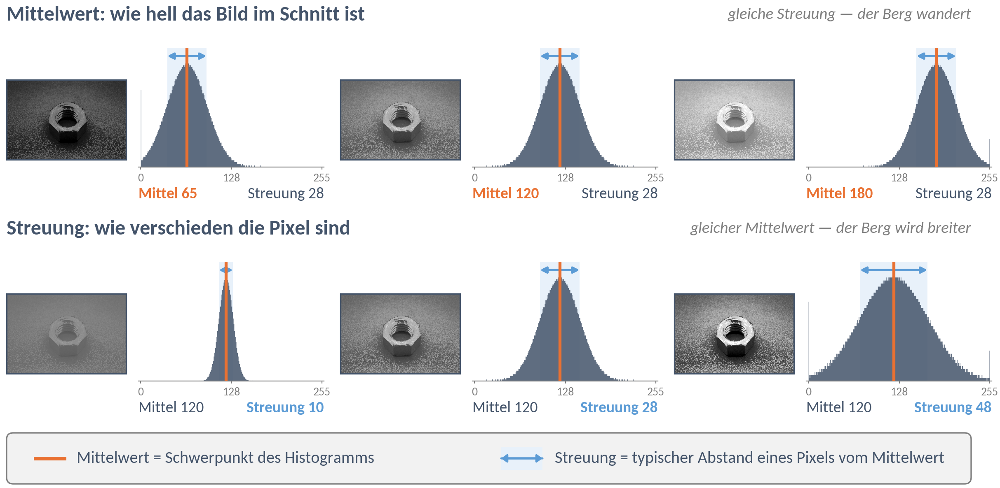 Mittelwert: wie hell das Bild im Schnitt ist
gleiche Streuung — der Berg wandert
0 128 255
Mittel 65 Streuung 28
0 128 255
Mittel 120 Streuung 28
0 128 255
Mittel 180 Streuung 28
Streuung: wie verschieden die Pixel sind
gleicher Mittelwert — der Berg wird breiter
0 128 255
Mittel 120 Streuung 10
0 128 255
Mittel 120 Streuung 28
0 128 255
Mittel 120 Streuung 48
Mittelwert = Schwerpunkt des Histogramms
Streuung = typischer Abstand eines Pixels vom Mittelwert